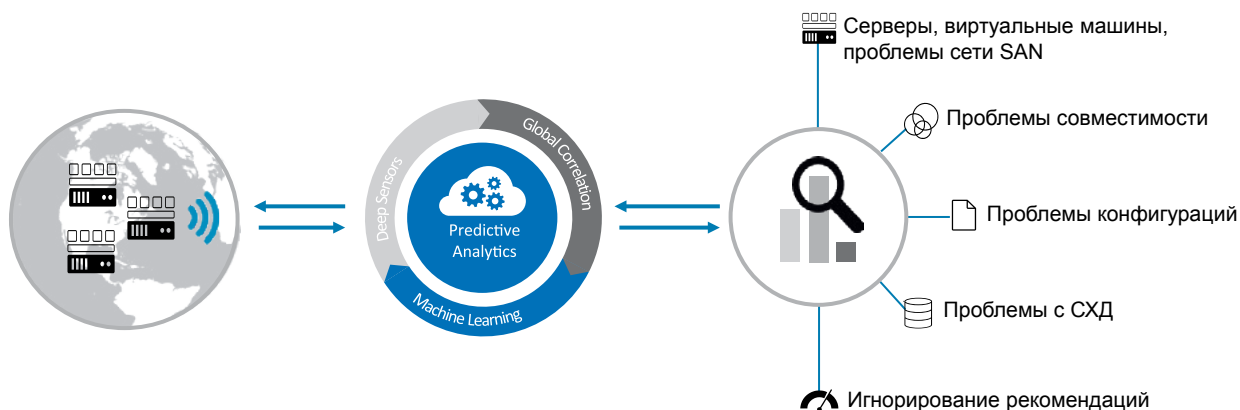 Серверы, виртуальные машины,
проблемы сети SAN
Проблемы совместимости
Deep Sensors
Global Correlation
Predictive
Analytics
Machine Learning
Проблемы конфигураций
Проблемы с СХД
Игнорирование рекомендаций